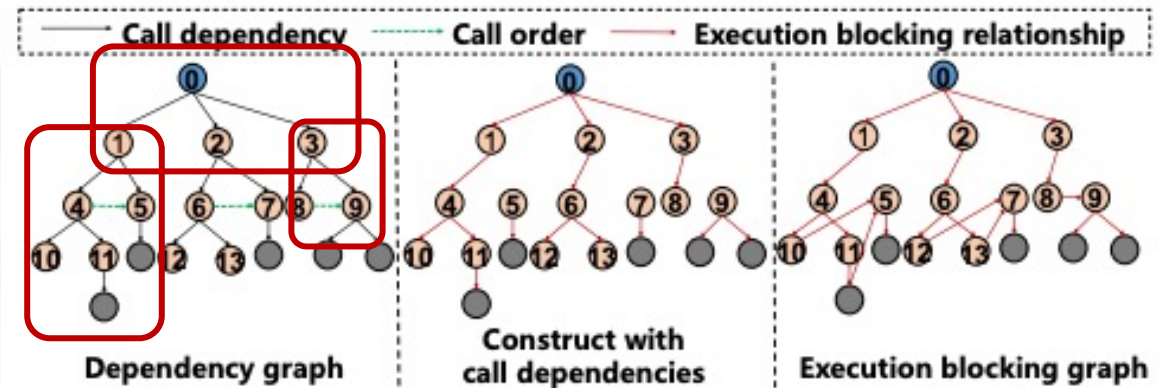 Call dependency Call order Execution blocking relationship
0 0 0
1 2 3 1 2 3 1 2 3
4 5 6 7 8 9 4 5 6 7 8 9 4 5 6 7 8 9
10 11 12 13 10 11 12 13 10 11 12 13
Dependency graph
Construct with
call dependencies
Execution blocking graph